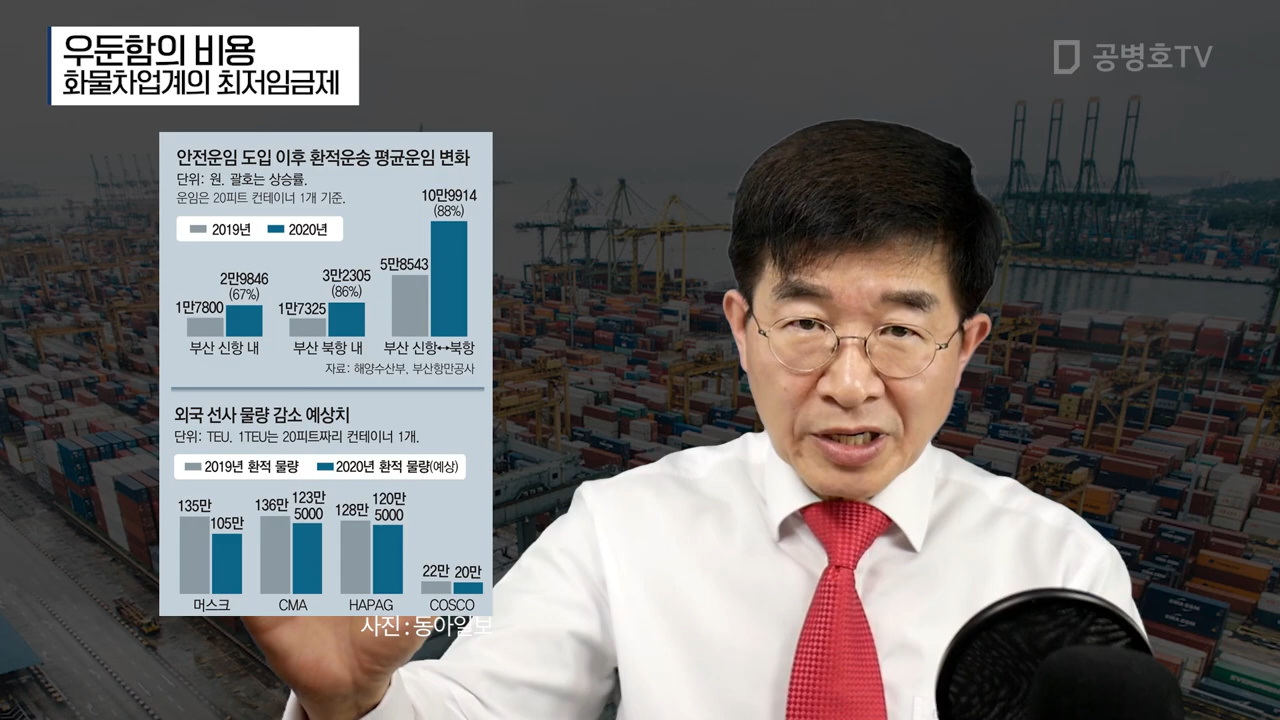 우둔함의 비용
화물차업계의 최저임금제
공병호TV
안전운임 도입 이후 환적운송 평균운임 변화
단위: 원. 괄호는 상승률.
운임은 20피트 컨테이너 1개 기준.
2019년 2020년
1만7800
2만9846
(67%)
1만7325
3만2305
(86%)
5만8543
10만9914
(88%)
부산 신항 내 부산 북항 내 부산 신항↔북항
자료: 해양수산부, 부산항만공사
외국 선사 물량 감소 예상치
단위: TEU. 1TEU는 20피트짜리 컨테이너 1개.
2019년 환적 물량 2020년 환적 물량(예상)
135만
105만
136만
123만
5000
128만
120만
5000
22만
20만
머스크 CMA HAPAG COSCO
사진 : 동아일보